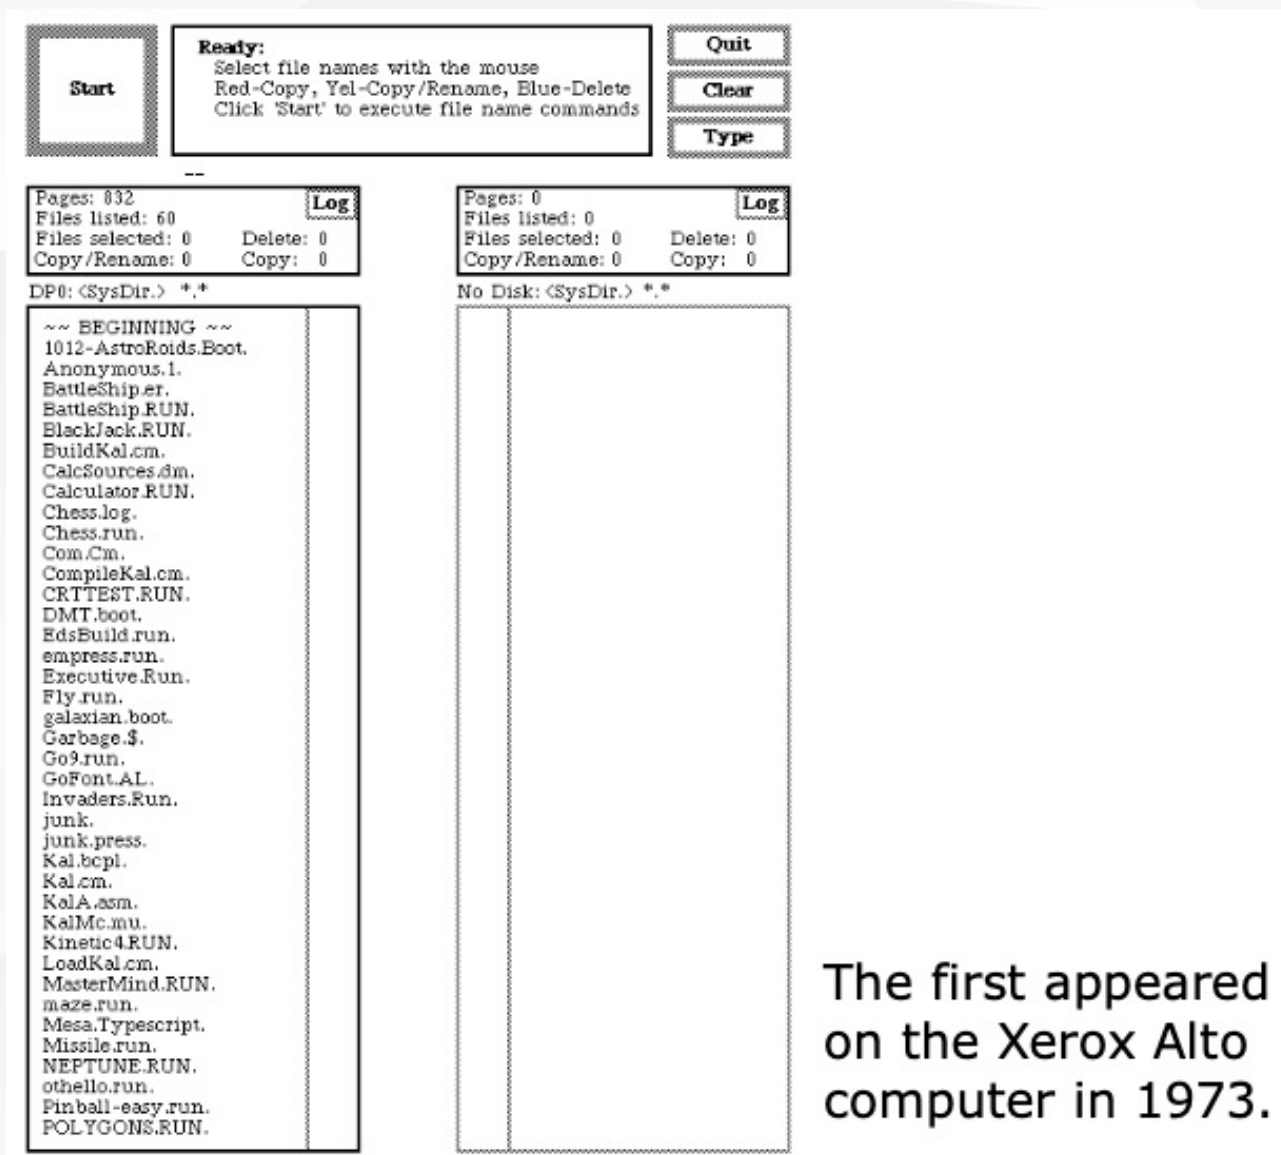 Start
Ready:
Select file names with the mouse
Red-Copy, Yel-Copy/Rename, Blue-Delete
Click 'Start' to execute file name commands
Quit
Clear
Type
--
Pages: 832
Log
Files listed: 60
Files selected: 0 Delete: 0
Copy/Rename: 0 Copy: 0
DP0: <SysDir.> *.*
~~ BEGINNING ~~
1012-AstroRoids.Boot.
Anonymous.1.
BattleShip.er.
BattleShip.RUN.
BlackJack.RUN.
BuildKal.cm.
CalcSources.dm.
Calculator.RUN.
Chess.log.
Chess.run.
Com.Cm.
CompileKal.cm.
CRTTEST.RUN.
DMT.boot.
EdsBuild.run.
empress.run.
Executive.Run.
Fly.run.
galaxian.boot.
Garbage.$.
Go9.run.
GoFont.AL.
Invaders.Run.
junk.
junk.press.
Kal.bcpl.
Kal.cm.
KalA.asm.
KalMc.mu.
Kinetic4.RUN.
LoadKal.cm.
MasterMind.RUN.
maze.run.
Mesa.Typescript.
Missile.run.
NEPTUNE.RUN.
othello.run.
Pinball-easy.run.
POLYGONS.RUN.
Pages: 0
Log
Files listed: 0
Files selected: 0 Delete: 0
Copy/Rename: 0 Copy: 0
No Disk: <SysDir.> *.*
The first appeared
on the Xerox Alto
computer in 1973.